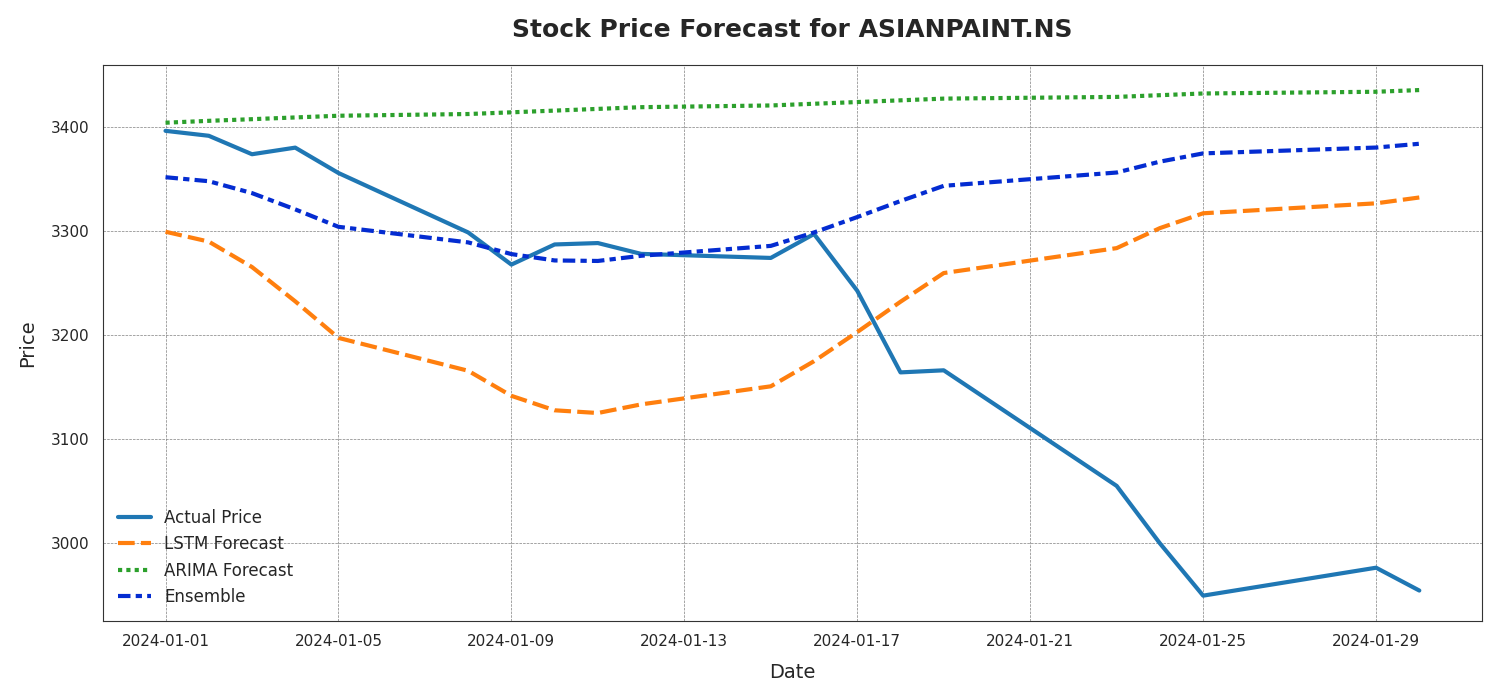 Stock Price Forecast for ASIANPAINT.NS
Price
3400
3300
3200
3100
3000
Actual Price
LSTM Forecast
ARIMA Forecast
Ensemble
2024-01-01
2024-01-05
2024-01-09
2024-01-13
2024-01-17
2024-01-21
2024-01-25
2024-01-29
Date